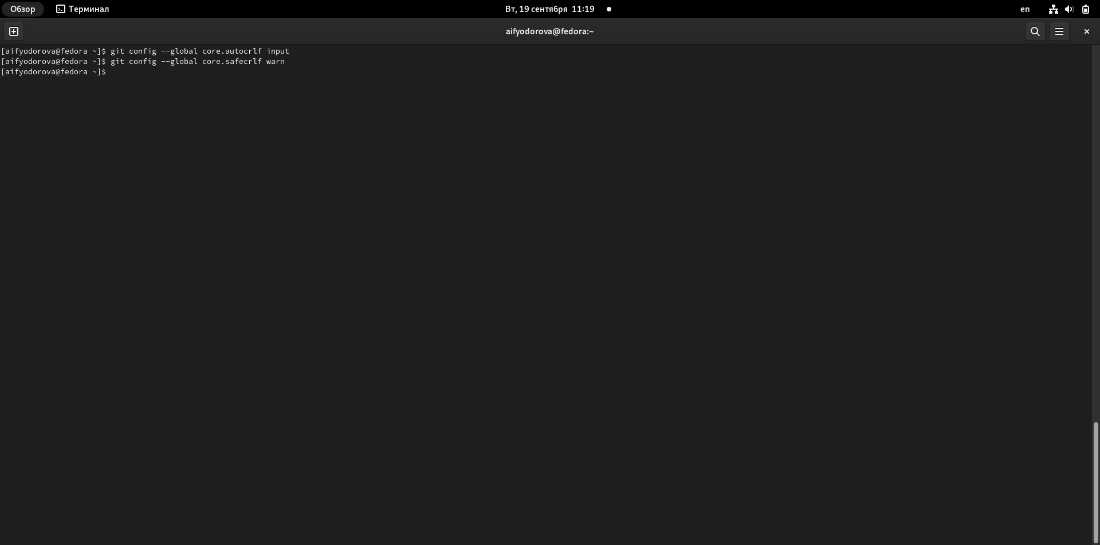 Обзор
Терминал
Вт, 19 сентября 11:19
en
aifyodorova@fedora:~
[aifyodorova@fedora ~]$ git config --global core.autocrlf input
[aifyodorova@fedora ~]$ git config --global core.safecrlf warn
[aifyodorova@fedora ~]$